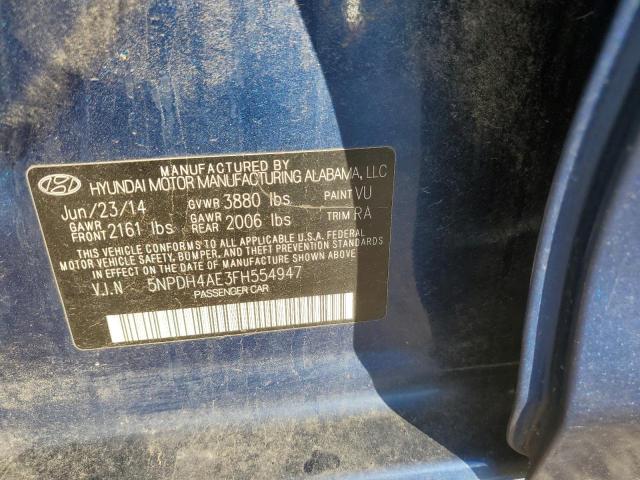 MANUFACTURED BY
HYUNDAI MOTOR MANUFACTURING ALABAMA, LLC
Jun/23/14 GVWR 3880 lbs PAINT VU
GAWR FRONT 2161 lbs GAWR REAR 2006 lbs TRIM RA
THIS VEHICLE CONFORMS TO ALL APPLICABLE U.S.A. FEDERAL
MOTOR VEHICLE SAFETY, BUMPER, AND THEFT PREVENTION STANDARDS
IN EFFECT ON THE DATE OF MANUFACTURE SHOWN ABOVE.
V.I.N 5NPDH4AE3FH554947
PASSENGER CAR